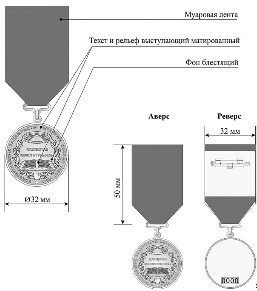 Муаровая лента
Текст и рельеф выступающий матированный
Фон блестящий
Ø32 мм
Аверс
Реверс
32 мм
50 мм